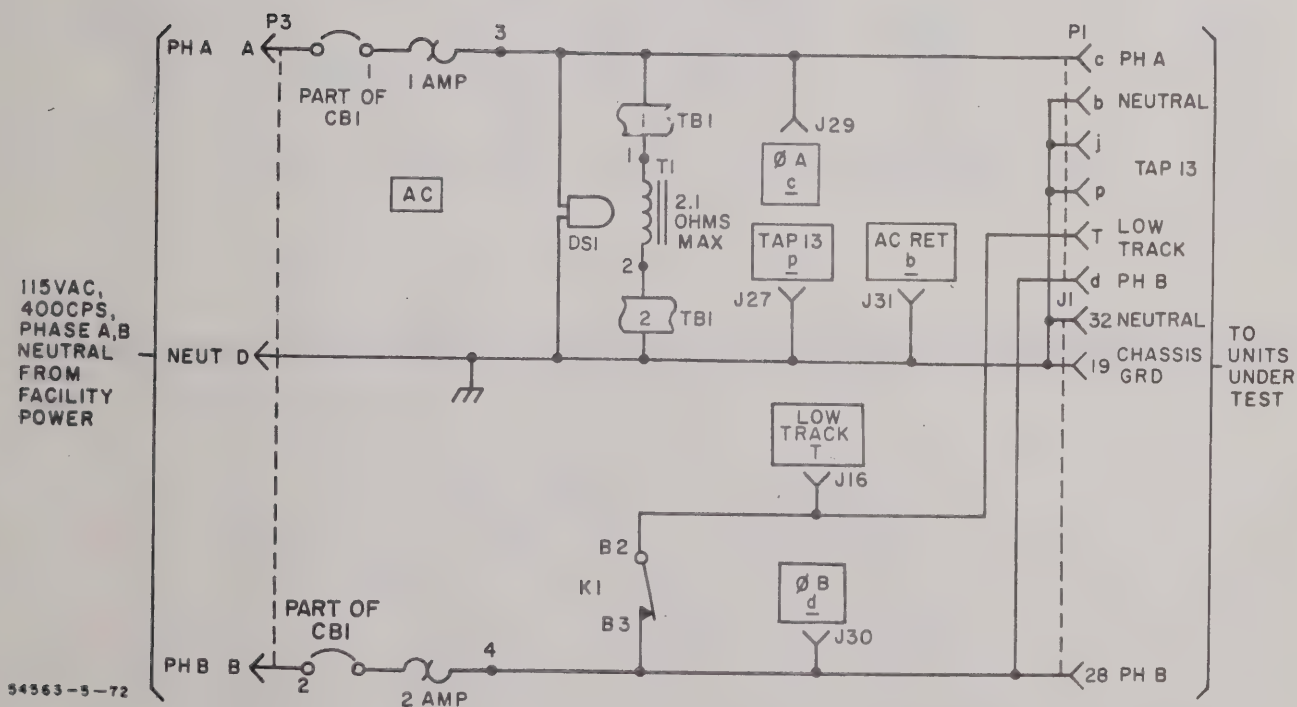 P3
PH A A
1
PART OF
CB1
1 AMP
3
AC
115VAC,
400CPS,
PHASE A,B
NEUTRAL
FROM
FACILITY
POWER
NEUT D
PH B B
PART OF
CB1
2
2 AMP
4
54563-5-72
DS1
1
TB1
1
T1
2.1
OHMS
MAX
2
2
TB1
J29
Ø A
c
TAP 13
p
J27
AC RET
b
J31
LOW
TRACK
T
J16
B2
K1
B3
Ø B
d
J30
P1
c PH A
b NEUTRAL
j
TAP 13
p
T LOW
TRACK
d PH B
J1
32 NEUTRAL
19 CHASSIS
GRD
28 PH B
TO
UNITS
UNDER
TEST